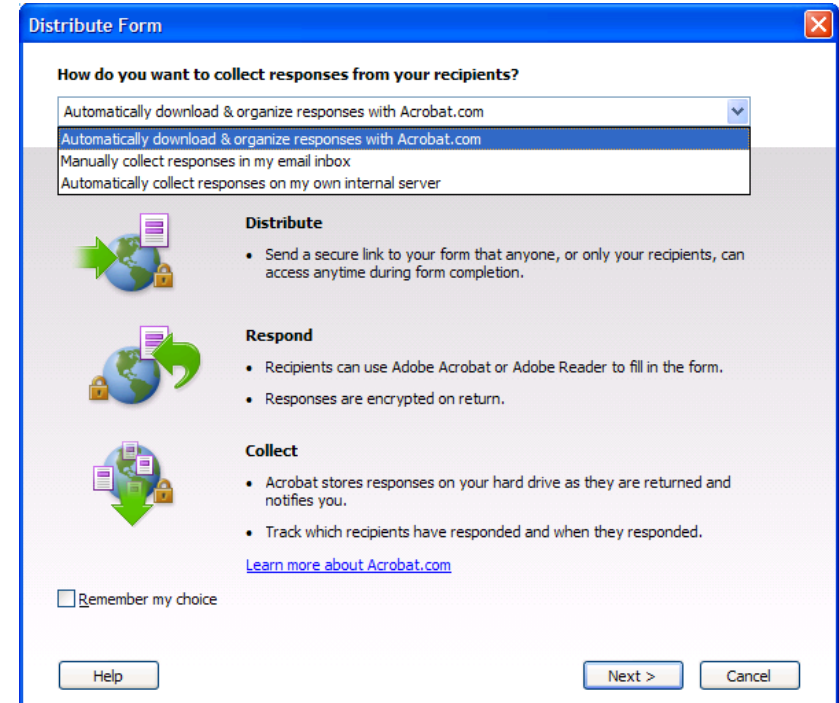 Distribute Form
How do you want to collect responses from your recipients?
Automatically download & organize responses with Acrobat.com
Automatically download & organize responses with Acrobat.com
Manually collect responses in my email inbox
Automatically collect responses on my own internal server
Distribute
• Send a secure link to your form that anyone, or only your recipients, can
access anytime during form completion.
Respond
• Recipients can use Adobe Acrobat or Adobe Reader to fill in the form.
• Responses are encrypted on return.
Collect
• Acrobat stores responses on your hard drive as they are returned and
notifies you.
• Track which recipients have responded and when they responded.
Learn more about Acrobat.com
Remember my choice
Help
Next >
Cancel